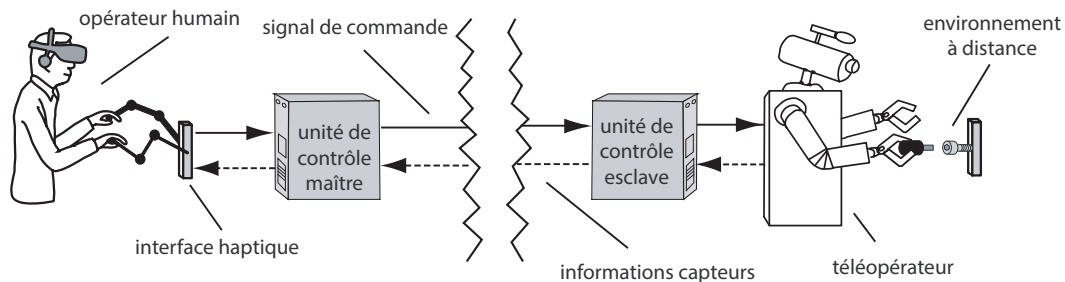 opérateur humain
signal de commande
environnement
à distance
unité de
contrôle
maître
unité de
contrôle
esclave
interface haptique
informations capteurs
téléopérateur